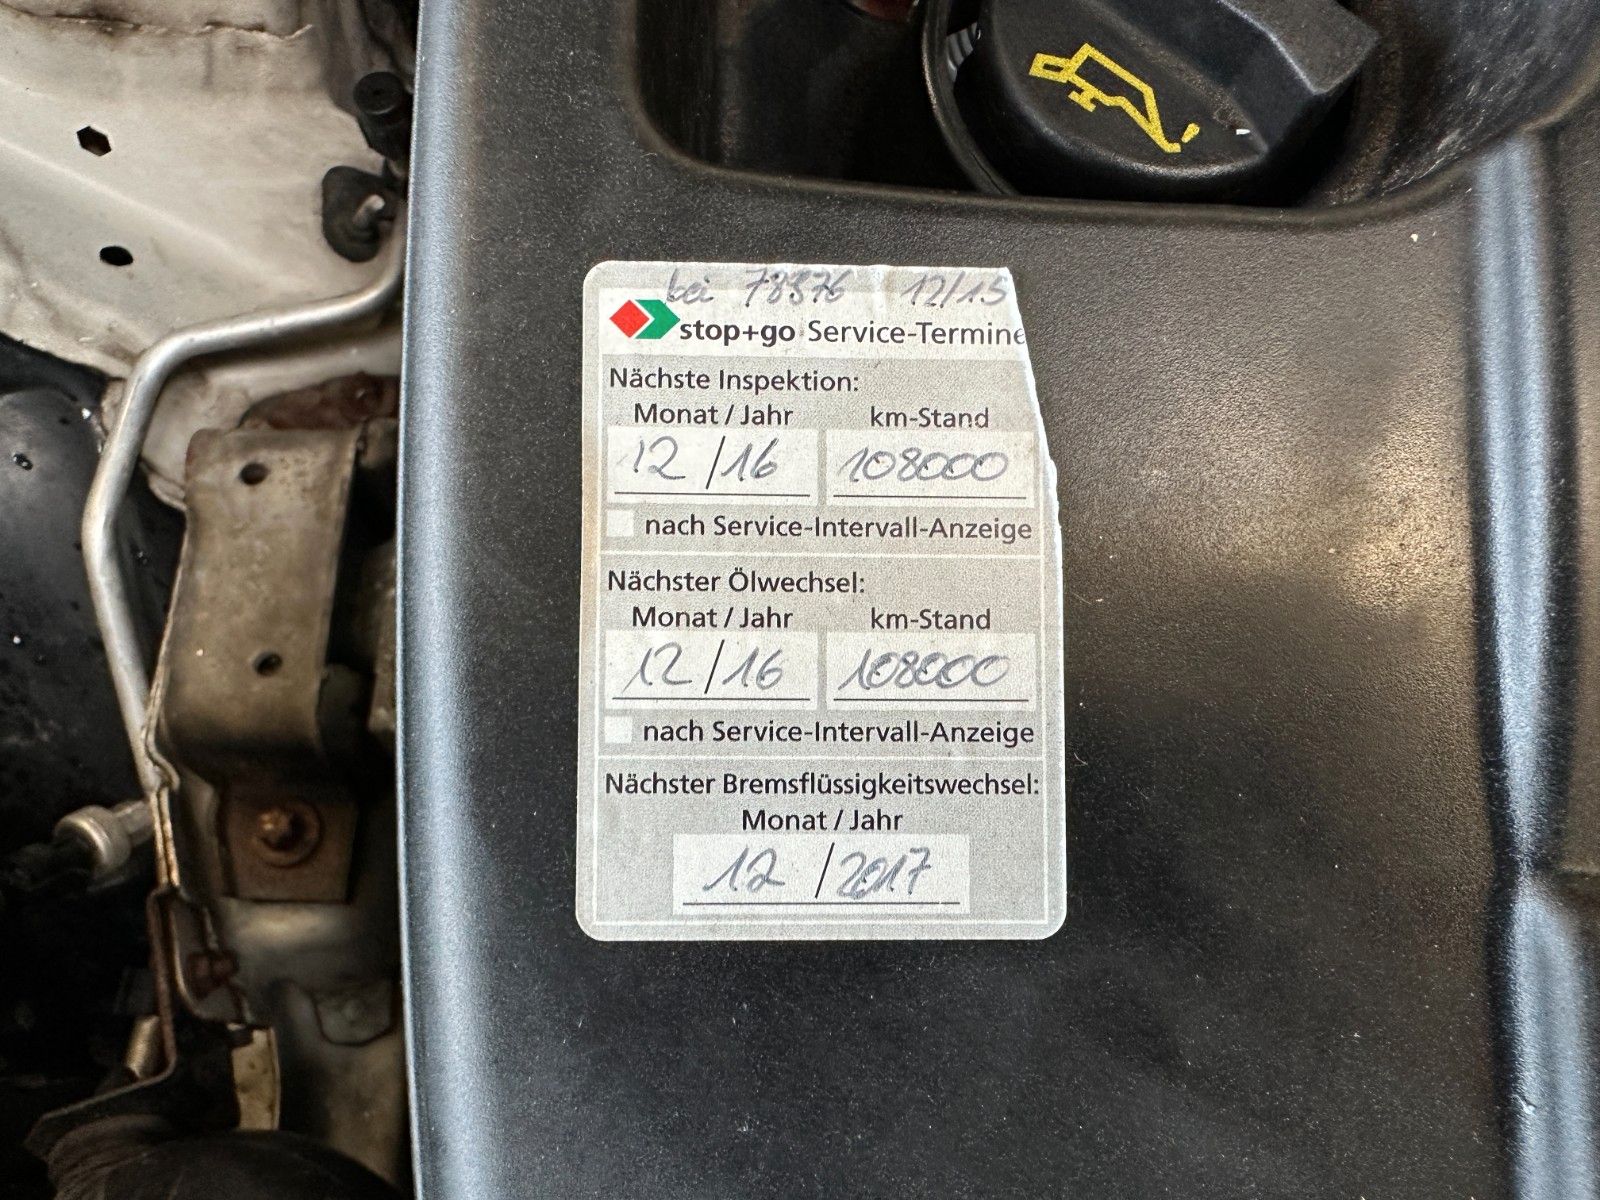 bei 78376 12/15
stop+go Service-Termine
Nächste Inspektion:
Monat / Jahr km-Stand
12 /16 108000
nach Service-Intervall-Anzeige
Nächster Ölwechsel:
Monat / Jahr km-Stand
12 /16 108000
nach Service-Intervall-Anzeige
Nächster Bremsflüssigkeitswechsel:
Monat / Jahr
12 /2017